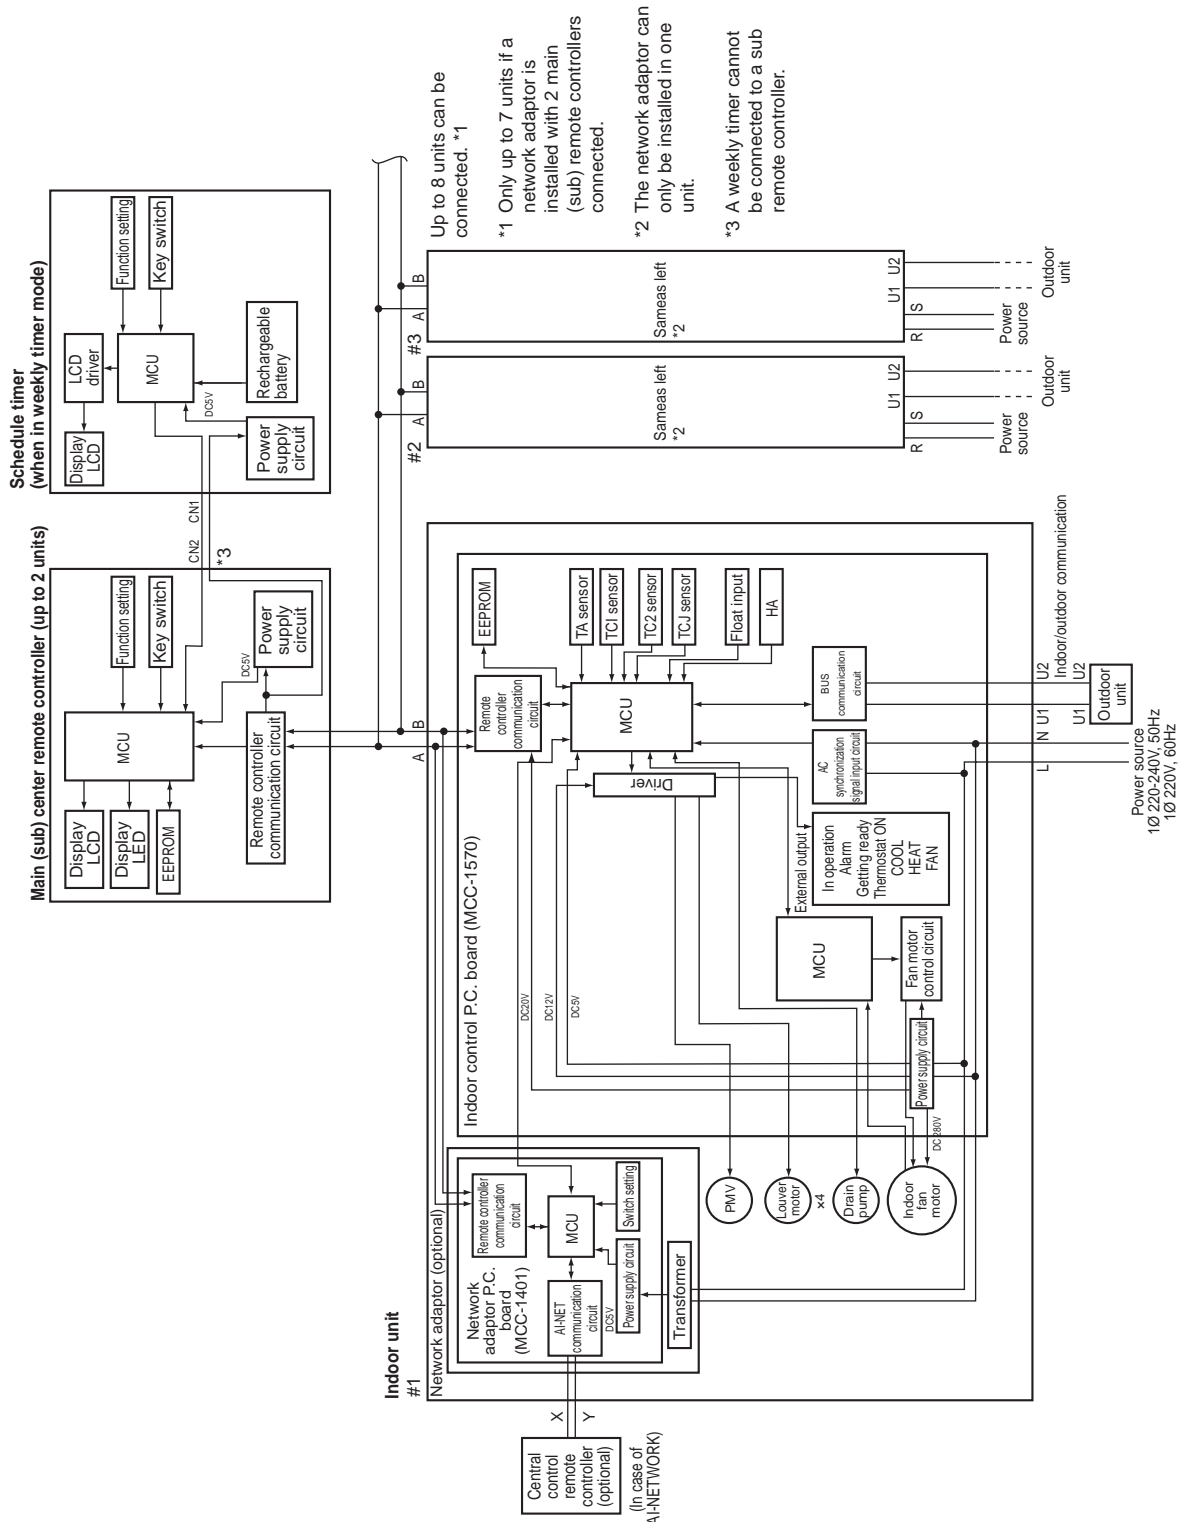 Main (sub) center remote controller (up to 2 units)
Display
LCD
Display
LED
EEPROM
MCU
Function setting
Key switch
Remote controller
communication circuit
DC5V
Power
supply
circuit
CN2
CN1
*3
Schedule timer
(when in weekly timer mode)
Display
LCD
LCD
driver
MCU
Function setting
Key switch
DC5V
Power
supply
circuit
Rechargeable
battery
Indoor unit
#1
Network adaptor (optional)
Network
adaptor P.C.
board
(MCC-1401)
Remote controller
communication
circuit
MCU
AI-NET
communication
circuit
Switch setting
DC5V
Power supply circuit
Transformer
X
Y
Central
control
remote
controller
(optional)
(In case of
AI-NETWORK)
Indoor control P.C. board (MCC-1570)
A
B
DC20V
DC12V
DC5V
Remote
controller
communication
circuit
EEPROM
MCU
Driver
TA sensor
TCI sensor
TC2 sensor
TCJ sensor
Float input
HA
BUS
communication
circuit
AC
synchronization
signal input circuit
External output
In operation
Alarm
Getting ready
Thermostat ON
COOL
HEAT
FAN
MCU
Fan motor
control circuit
Power supply circuit
DC280V
PMV
Louver
motor
×4
Drain
pump
Indoor
fan
motor
L
N
U1
U2
Indoor/outdoor communication
U1
U2
Outdoor
unit
Power source
1Ø 220-240V, 50Hz
1Ø 220V, 60Hz
#2
A
B
Sameas left
*2
R
S
U1
U2
Power
source
Outdoor
unit
#3
A
B
Sameas left
*2
R
S
U1
U2
Power
source
Outdoor
unit
Up to 8 units can be
connected. *1
*1 Only up to 7 units if a
network adaptor is
installed with 2 main
(sub) remote controllers
connected.
*2 The network adaptor can
only be installed in one
unit.
*3 A weekly timer cannot
be connected to a sub
remote controller.